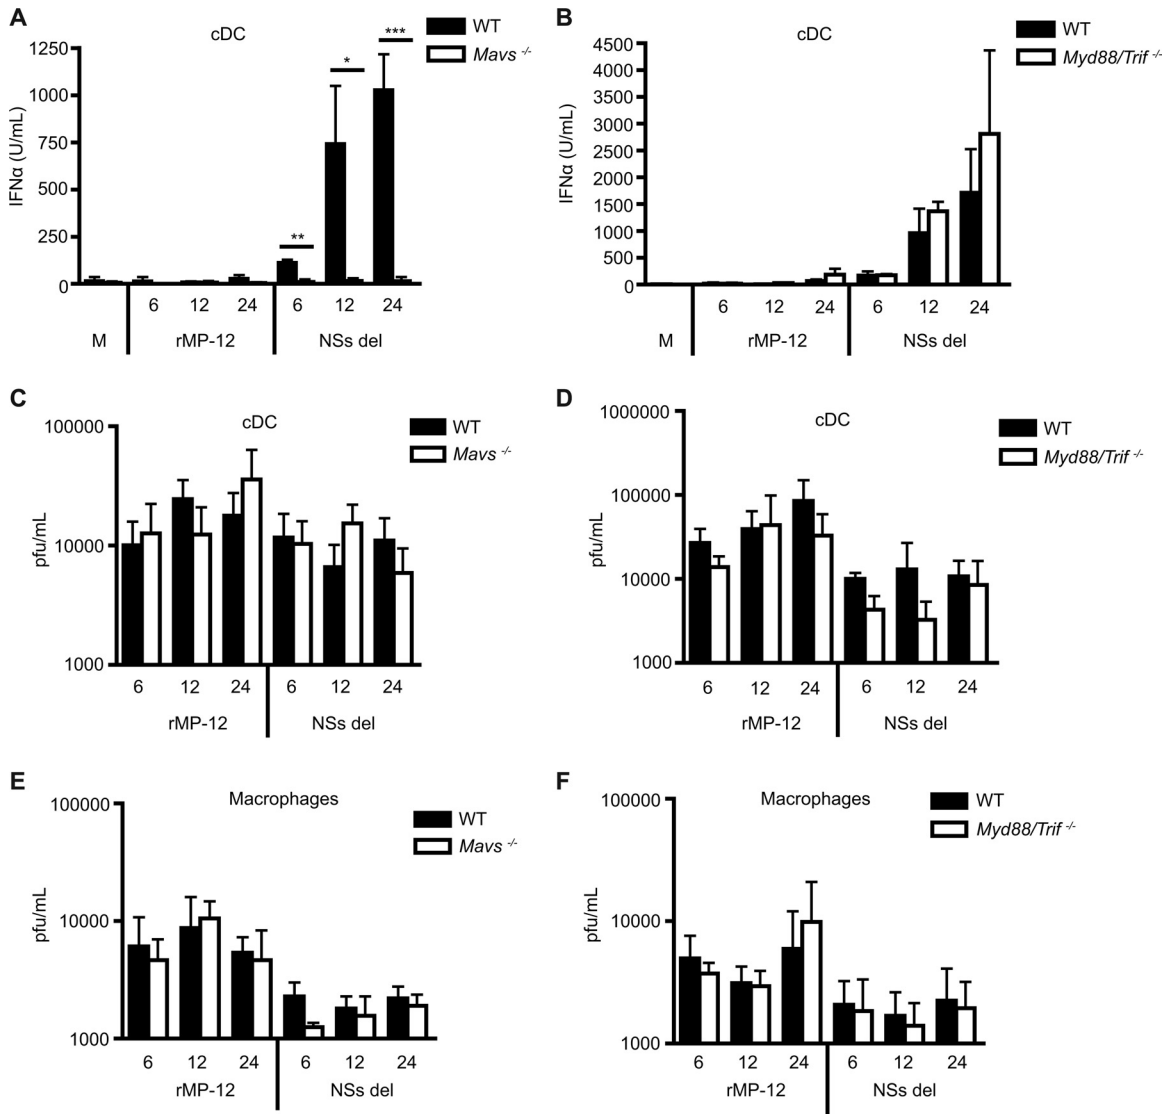 A
cDC
WT
Mavs -/-
IFNα (U/mL)
1250
1000
750
500
250
0
**
*
***
6 12 24 6 12 24
M rMP-12 NSs del
B
cDC
WT
Myd88/Trif -/-
IFNα (U/mL)
4500
4000
3500
3000
2500
2000
1500
1000
500
0
6 12 24 6 12 24
M rMP-12 NSs del
C
cDC
WT
Mavs -/-
pfu/mL
100000
10000
1000
6 12 24 6 12 24
rMP-12 NSs del
D
cDC
WT
Myd88/Trif -/-
pfu/mL
1000000
100000
10000
1000
6 12 24 6 12 24
rMP-12 NSs del
E
Macrophages
WT
Mavs -/-
pfu/mL
100000
10000
1000
6 12 24 6 12 24
rMP-12 NSs del
F
Macrophages
WT
Myd88/Trif -/-
pfu/mL
100000
10000
1000
6 12 24 6 12 24
rMP-12 NSs del